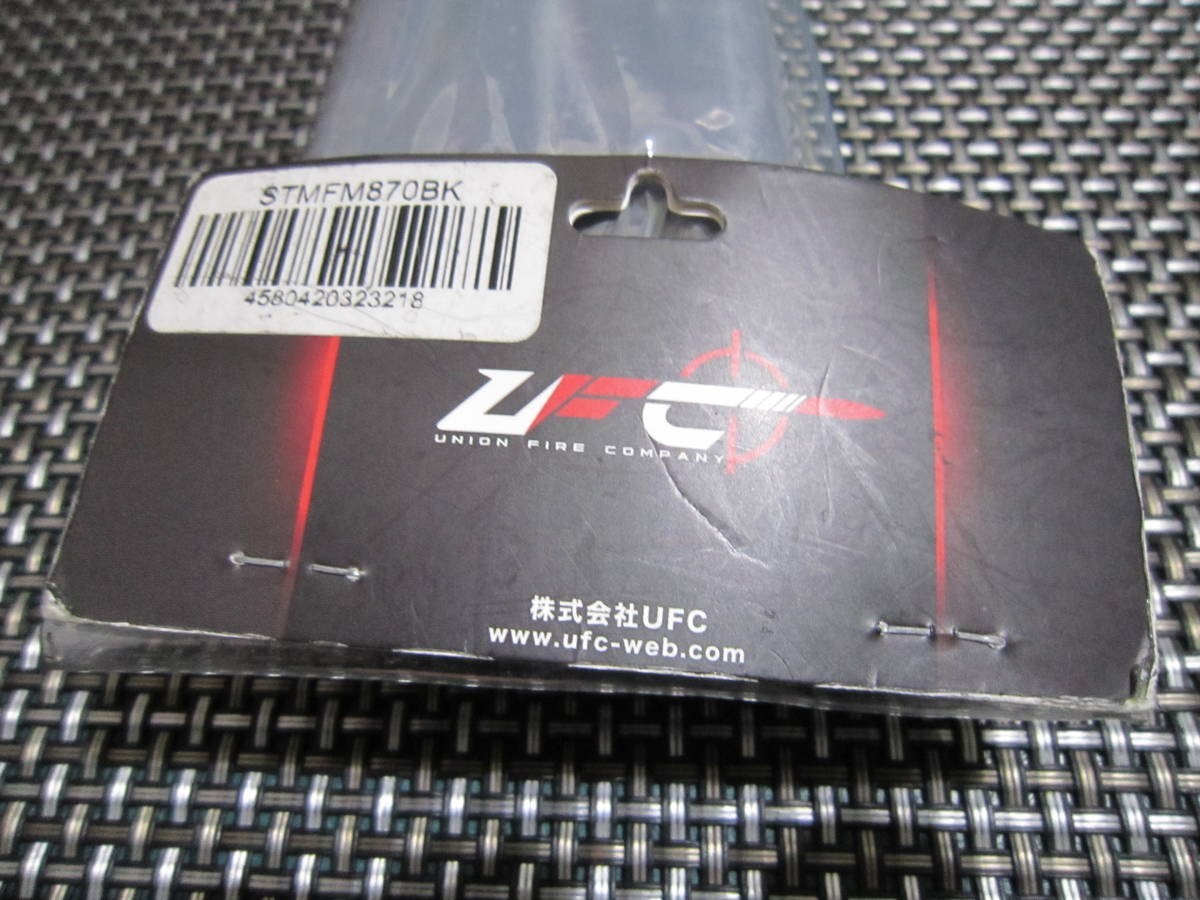 STMFM870BK
4580420323218
UFC
UNION FIRE COMPANY
株式会社UFC
www.ufc-web.com